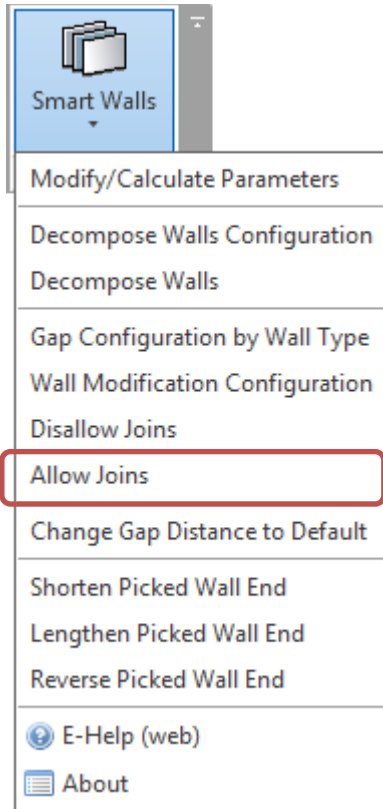 Smart Walls
Modify/Calculate Parameters
Decompose Walls Configuration
Decompose Walls
Gap Configuration by Wall Type
Wall Modification Configuration
Disallow Joins
Allow Joins
Change Gap Distance to Default
Shorten Picked Wall End
Lengthen Picked Wall End
Reverse Picked Wall End
E-Help (web)
About